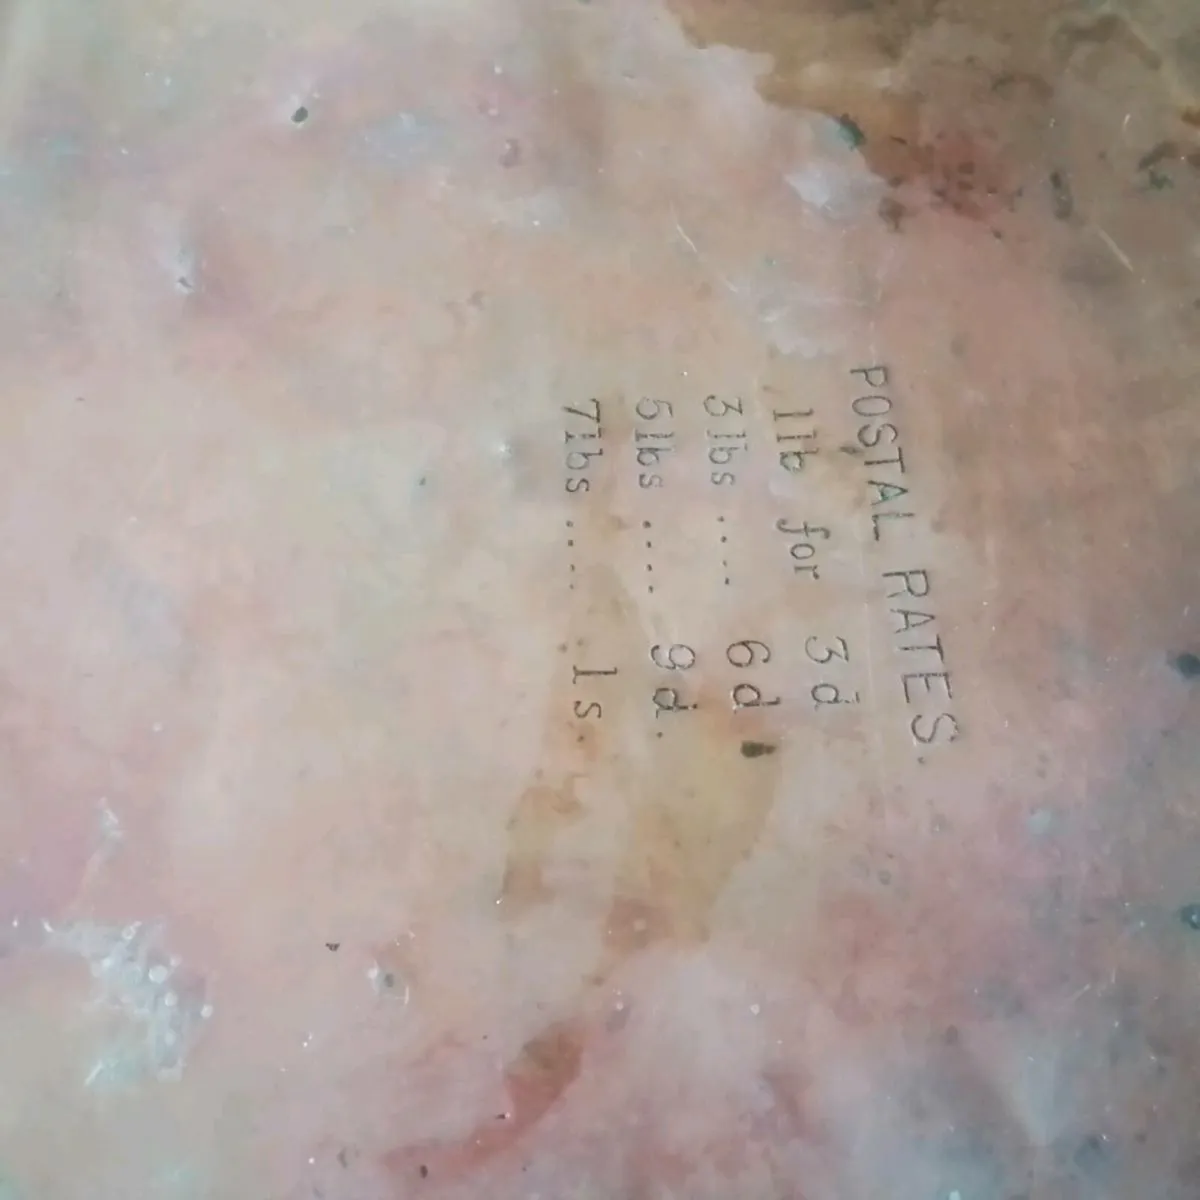 POSTAL RATES.
1lb for 3d
3lbs .... 6d
5lbs .... 9d.
7lbs .... 1s.